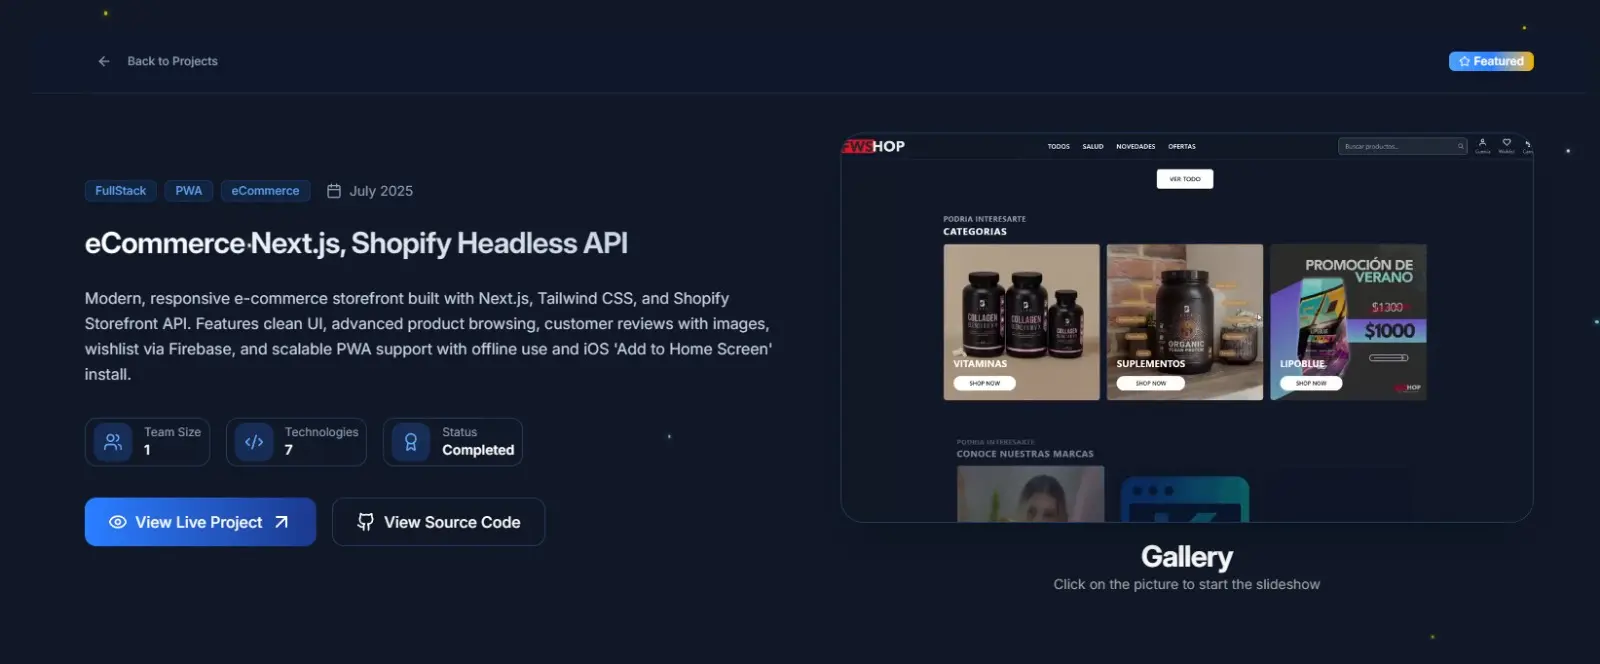 Back to Projects
Featured
FullStack
PWA
eCommerce
July 2025
eCommerce·Next.js, Shopify Headless API
Modern, responsive e-commerce storefront built with Next.js, Tailwind CSS, and Shopify
Storefront API. Features clean UI, advanced product browsing, customer reviews with images,
wishlist via Firebase, and scalable PWA support with offline use and iOS 'Add to Home Screen'
install.
Team Size
1
Technologies
7
Status
Completed
View Live Project
View Source Code
FWSHOP
TODOS
SALUD
NOVEDADES
OFERTAS
Buscar productos...
VER TODO
PODRIA INTERESARTE
CATEGORIAS
COLLAGEN
COLLAGEN
COLLAGEN
VITAMINAS
SHOP NOW
ORGANIC
SUPLEMENTOS
SHOP NOW
PROMOCIÓN DE
VERANO
$1300
$1000
LIPOBLUE
SHOP NOW
HOP
PODRIA INTERESARTE
CONOCE NUESTRAS MARCAS
Gallery
Click on the picture to start the slideshow